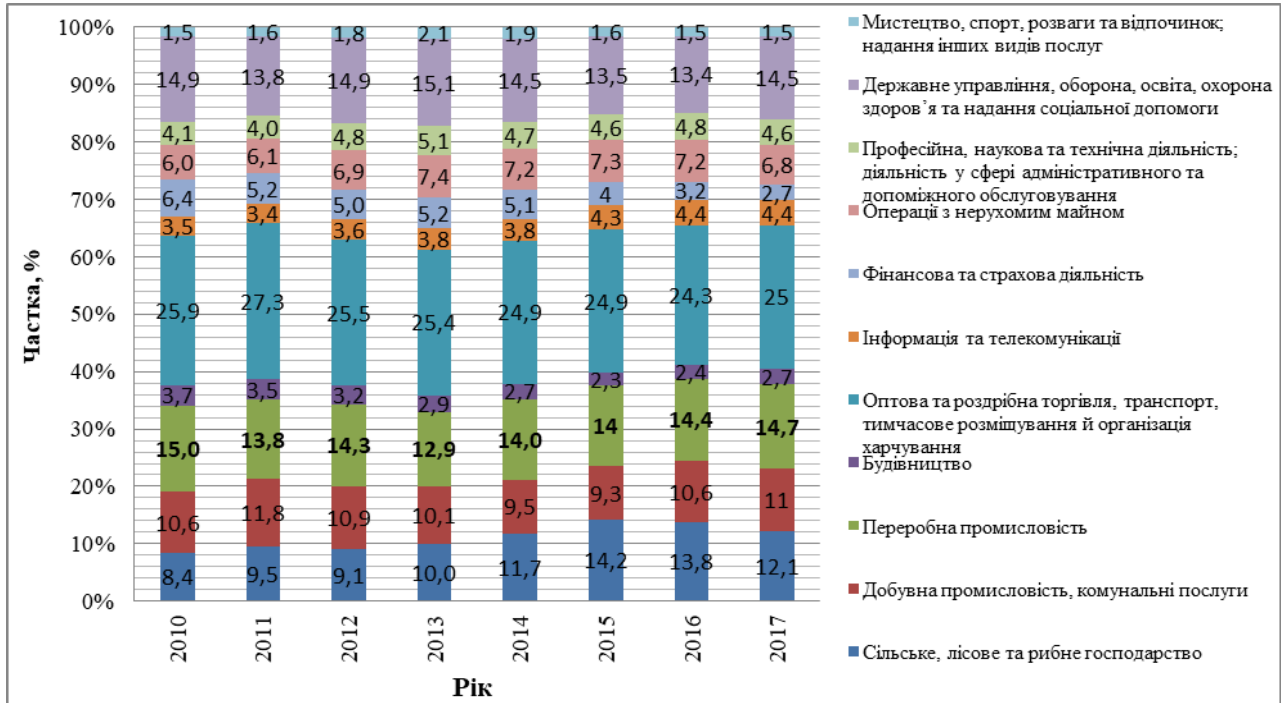 100%
90%
80%
70%
60%
50%
40%
30%
20%
10%
0%
Частка, %
1,5 1,6 1,8 2,1 1,9 1,6 1,5 1,5
14,9 13,8 14,9 15,1 14,5 13,5 13,4 14,5
4,1 4,0 4,8 5,1 4,7 4,6 4,8 4,6
6,0 6,1 6,9 7,4 7,2 7,3 7,2 6,8
6,4 5,2 5,0 5,2 5,1 4 3,2 2,7
3,5 3,4 3,6 3,8 3,8 4,3 4,4 4,4
25,9 27,3 25,5 25,4 24,9 24,9 24,3 25
3,7 3,5 3,2 2,9 2,7 2,3 2,4 2,7
15,0 13,8 14,3 12,9 14,0 14 14,4 14,7
10,6 11,8 10,9 10,1 9,5 9,3 10,6 11
8,4 9,5 9,1 10,0 11,7 14,2 13,8 12,1
2010 2011 2012 2013 2014 2015 2016 2017
Рік
Мистецтво, спорт, розваги та відпочинок;
надання інших видів послуг
Державне управління, оборона, освіта, охорона
здоров’я та надання соціальної допомоги
Професійна, наукова та технічна діяльність;
діяльність у сфері адміністративного та
допоміжного обслуговування
Операції з нерухомим майном
Фінансова та страхова діяльність
Інформація та телекомунікації
Оптова та роздрібна торгівля, транспорт,
тимчасове розміщування й організація
харчування
Будівництво
Переробна промисловість
Добувна промисловість, комунальні послуги
Сільське, лісове та рибне господарство